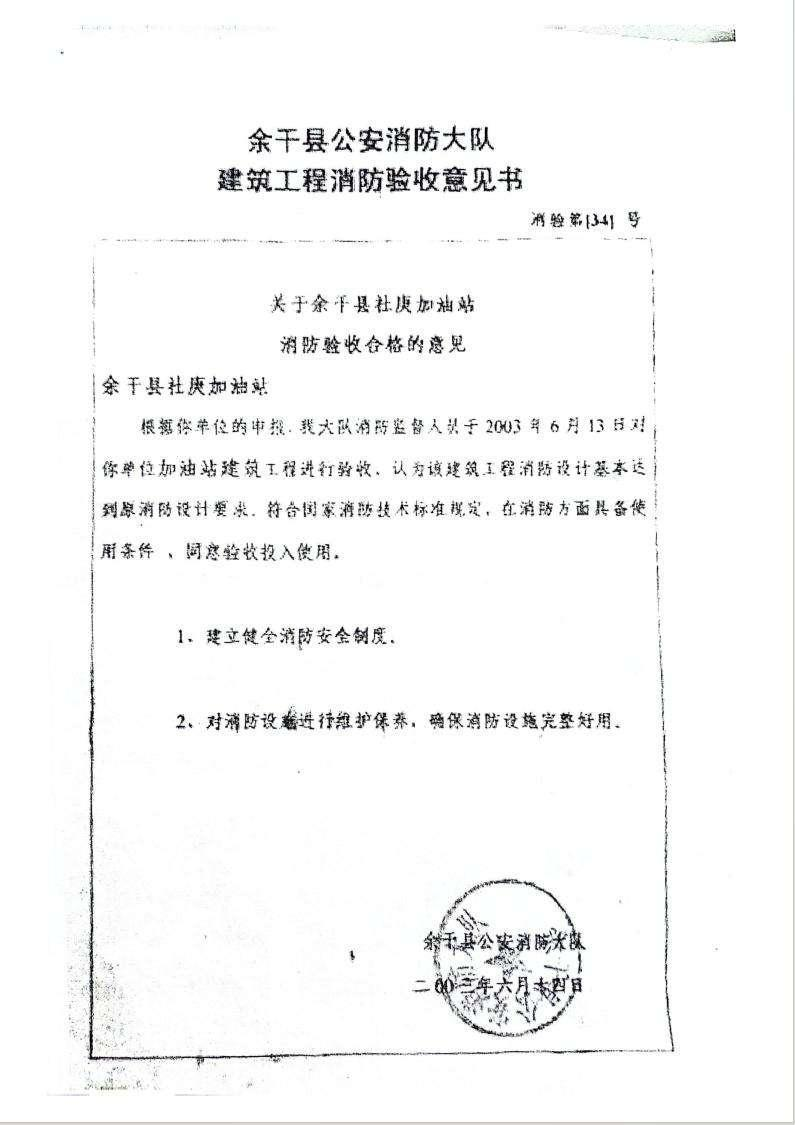 余干县公安消防大队
建筑工程消防验收意见书
消验第[34] 号
关于余干县社庚加油站
消防验收合格的意见
余干县社庚加油站
根据你单位的申报，我大队消防监督人员于 2003 年 6 月 13 日对
你单位加油站建筑工程进行验收、认为该建筑工程消防设计基本达
到原消防设计要求．符合国家消防技术标准规定，在消防方面具备使
用条件 、同意验收投入使用。
1、建立健全消防安全制度。
2、对消防设施进行维护保养，确保消防设施完整好用。
余干县公安消防大队
二00三年六月十四日